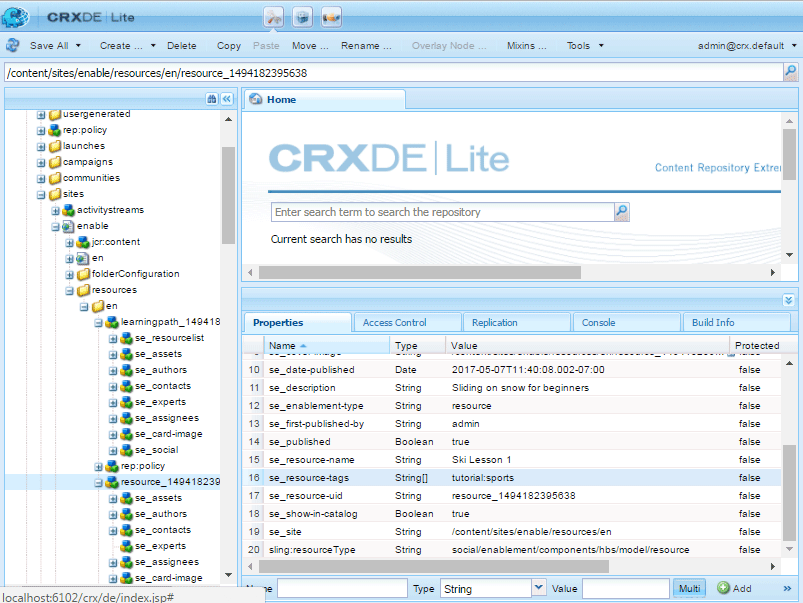 CRXDE | Lite
Save All Create ... Delete Copy Paste Move ... Rename ... Overlay Node ... Mixins ... Tools admin@crx.default
/content/sites/enable/resources/en/resource_1494182395638
Home
usergenerated
rep:policy
launches
campaigns
communities
sites
activitystreams
enable
jcr:content
en
folderConfiguration
resources
en
learningpath_149418
se_resourcelist
se_assets
se_authors
se_contacts
se_experts
se_assignees
se_card-image
se_social
rep:policy
resource_149418239
se_assets
se_authors
se_contacts
se_experts
se_assignees
se_card-image
localhost:6102/crx/de/index.jsp#
CRXDE | Lite
Content Repository Extrem
Enter search term to search the repository
Current search has no results
Properties Access Control Replication Console Build Info
Name Type Value Protected
10 se_date-published Date 2017-05-07T11:40:08.002-07:00 false
11 se_description String Sliding on snow for beginners false
12 se_enablement-type String resource false
13 se_first-published-by String admin false
14 se_published Boolean true false
15 se_resource-name String Ski Lesson 1 false
16 se_resource-tags String[] tutorial:sports false
17 se_resource-uid String resource_1494182395638 false
18 se_show-in-catalog Boolean true false
19 se_site String /content/sites/enable/resources/en false
20 sling:resourceType String social/enablement/components/hbs/model/resource false
Name Type String Value Multi Add